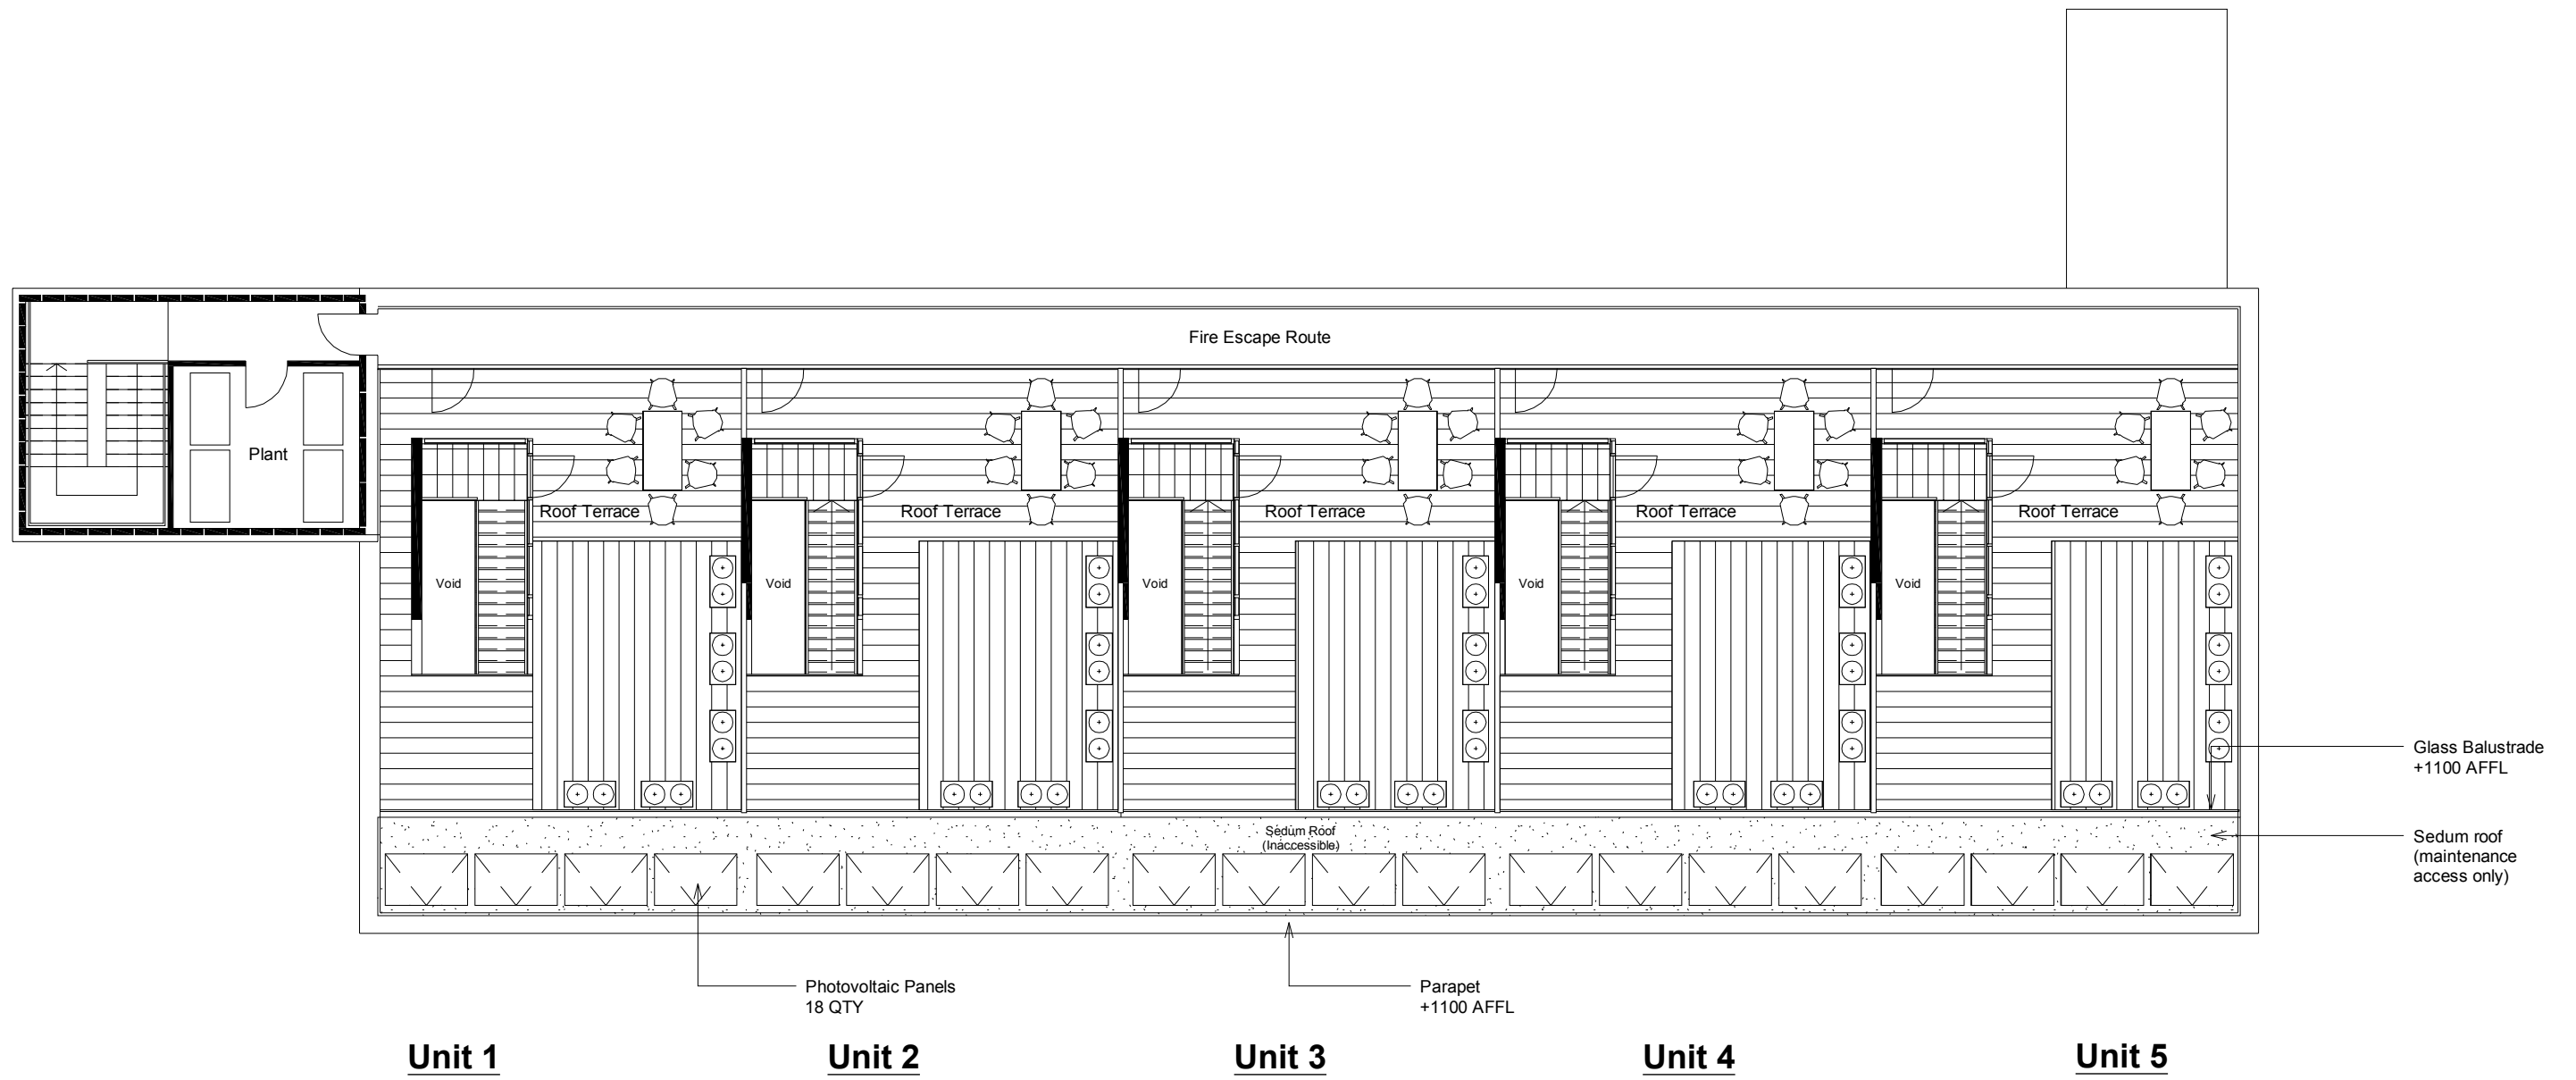 Fire Escape Route
Plant
Roof Terrace
Roof Terrace
Roof Terrace
Roof Terrace
Roof Terrace
Void
Void
Void
Void
Void
Glass Balustrade
+1100 AFFL
Sedum Roof
(Inaccessible)
Sedum roof
(maintenance
access only)
Photovoltaic Panels
18 QTY
Parapet
+1100 AFFL
Unit 1
Unit 2
Unit 3
Unit 4
Unit 5